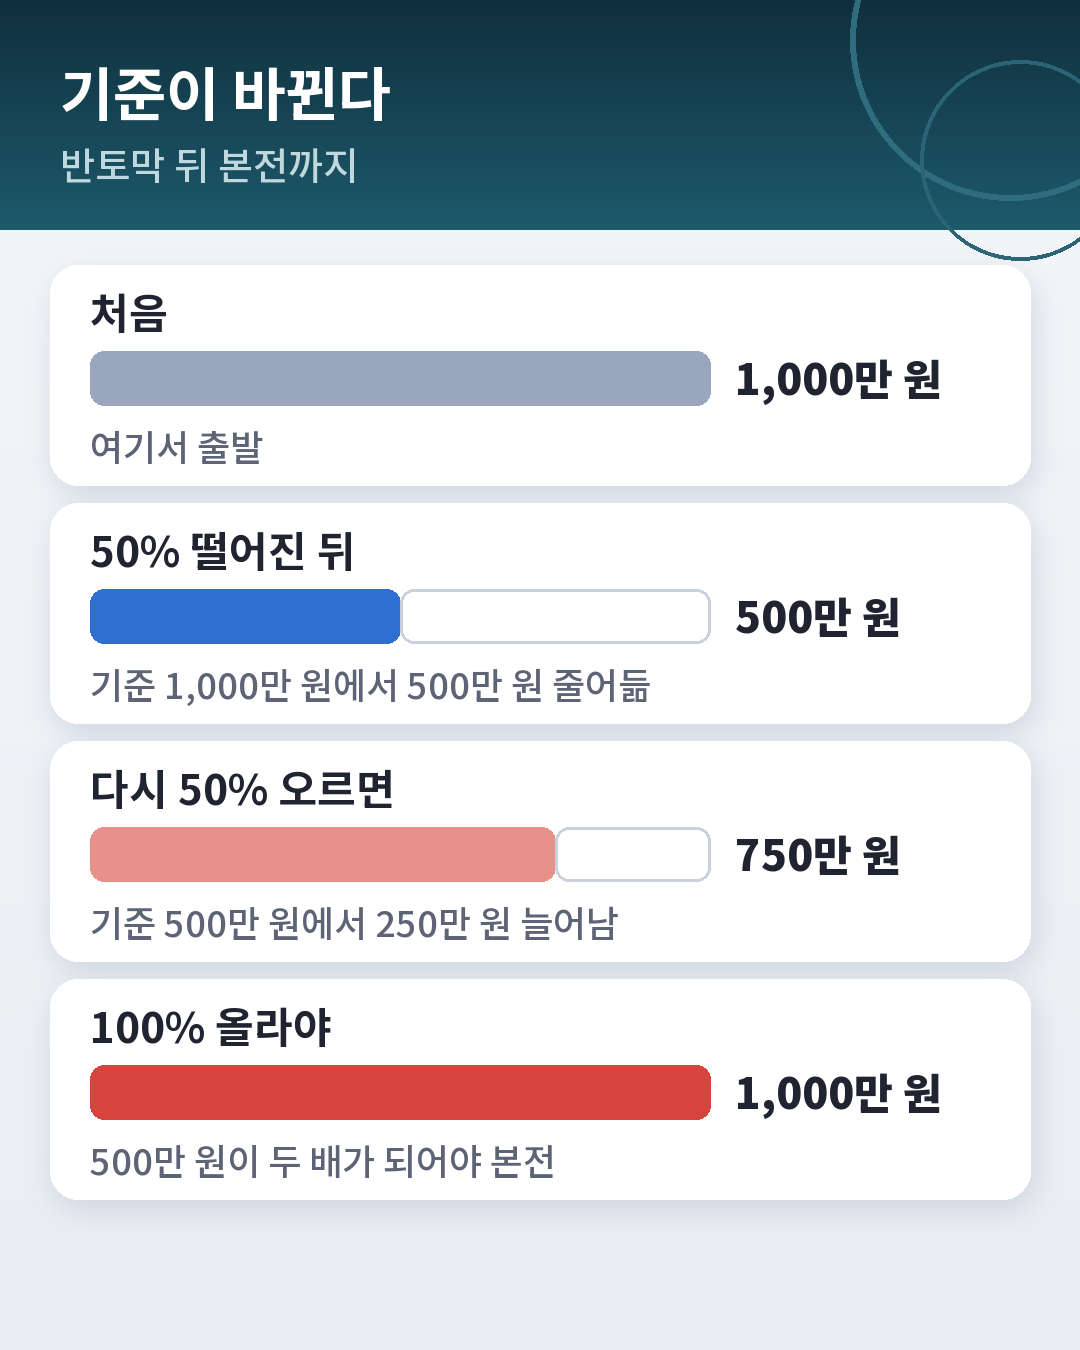 기준이 바뀐다
반토막 뒤 본전까지
처음
1,000만 원
여기서 출발
50% 떨어진 뒤
500만 원
기준 1,000만 원에서 500만 원 줄어듦
다시 50% 오르면
750만 원
기준 500만 원에서 250만 원 늘어남
100% 올라야
1,000만 원
500만 원이 두 배가 되어야 본전